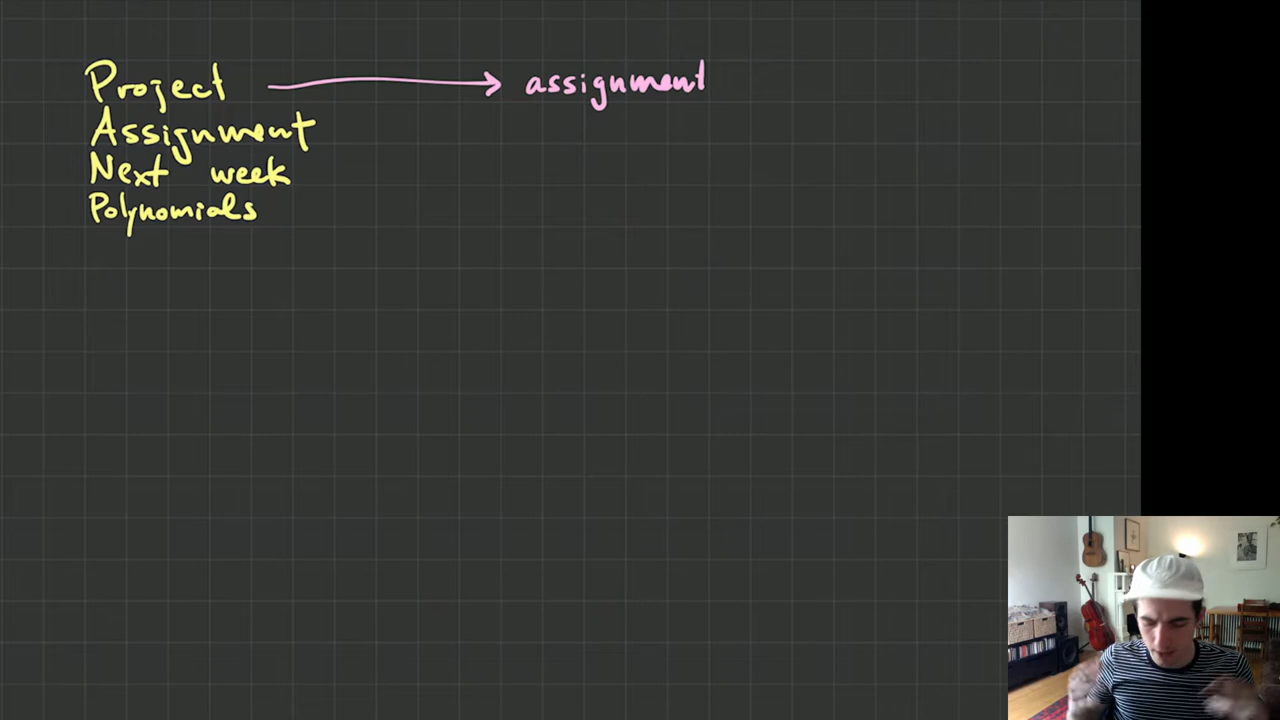 Project → assignment
Assignment
Next week
Polynomials